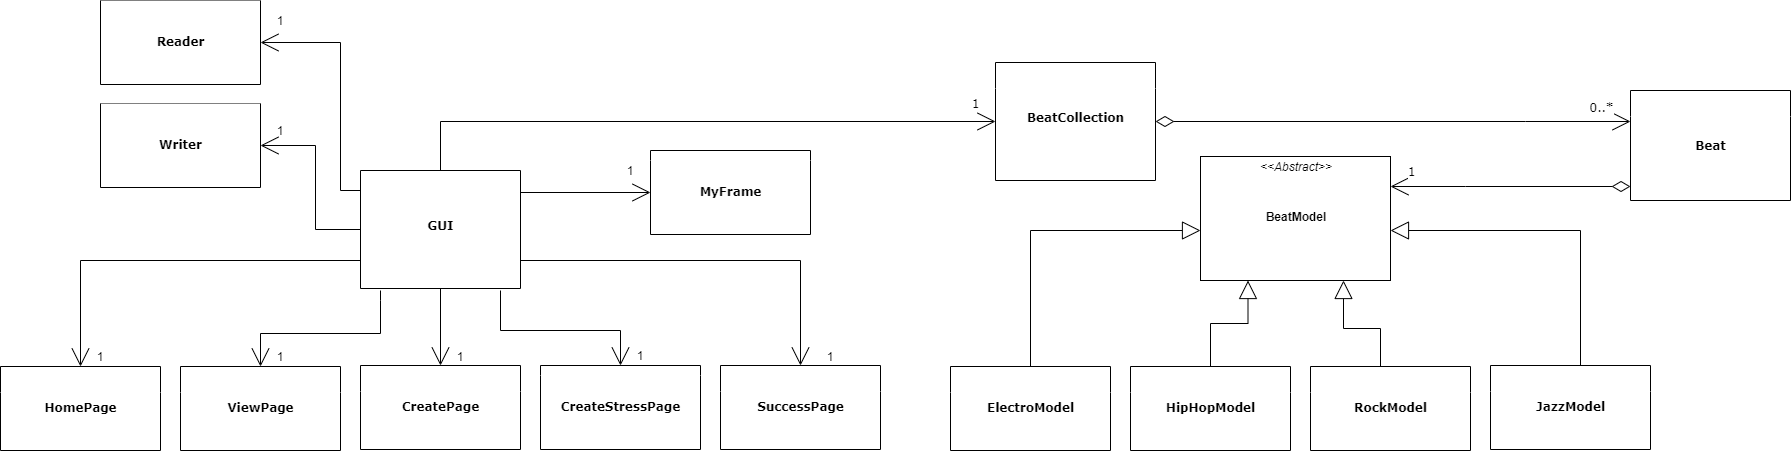 1
Reader
1
Writer
1
BeatCollection
0..*
Beat
<<Abstract>>
BeatModel
1
1
MyFrame
GUI
1
HomePage
1
ViewPage
1
CreatePage
1
CreateStressPage
1
SuccessPage
ElectroModel
HipHopModel
RockModel
JazzModel